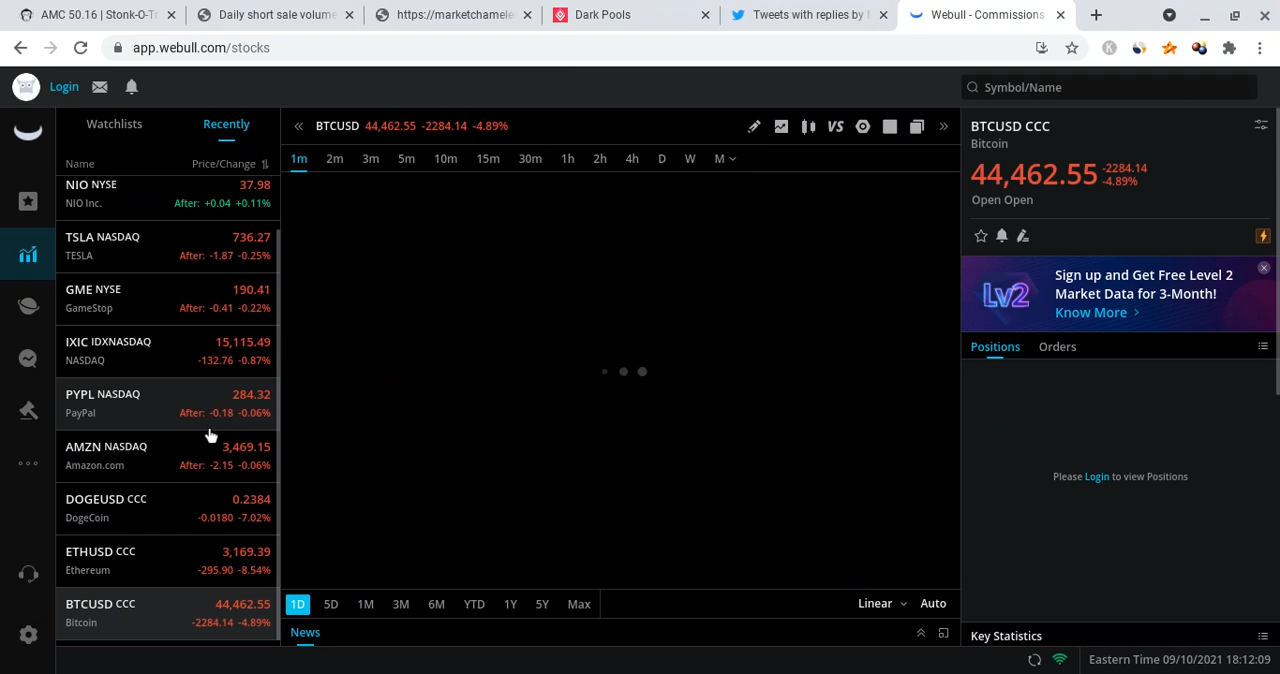 AMC 50.16 | Stonk-O-Tr
Daily short sale volume
https://marketchamele
Dark Pools
Tweets with replies by
Webull - Commissions
app.webull.com/stocks
Login
Symbol/Name
Watchlists
Recently
Name
Price/Change
NIO NYSE 37.98
NIO Inc. After: +0.04 +0.11%
TSLA NASDAQ 736.27
TESLA After: -1.87 -0.25%
GME NYSE 190.41
GameStop After: -0.41 -0.22%
IXIC IDXNASDAQ 15,115.49
NASDAQ -132.76 -0.87%
PYPL NASDAQ 284.32
PayPal After: -0.18 -0.06%
AMZN NASDAQ 3,469.15
Amazon.com After: -2.15 -0.06%
DOGEUSD CCC 0.2384
DogeCoin -0.0180 -7.02%
ETHUSD CCC 3,169.39
Ethereum -295.90 -8.54%
BTCUSD CCC 44,462.55
Bitcoin -2284.14 -4.89%
BTCUSD 44,462.55 -2284.14 -4.89%
VS
1m 2m 3m 5m 10m 15m 30m 1h 2h 4h D W M
1D 5D 1M 3M 6M YTD 1Y 5Y Max
Linear Auto
News
BTCUSD CCC
Bitcoin
44,462.55 -2284.14
-4.89%
Open Open
Lv2
Sign up and Get Free Level 2
Market Data for 3-Month!
Know More >
Positions Orders
Please Login to view Positions
Key Statistics
Eastern Time 09/10/2021 18:12:09